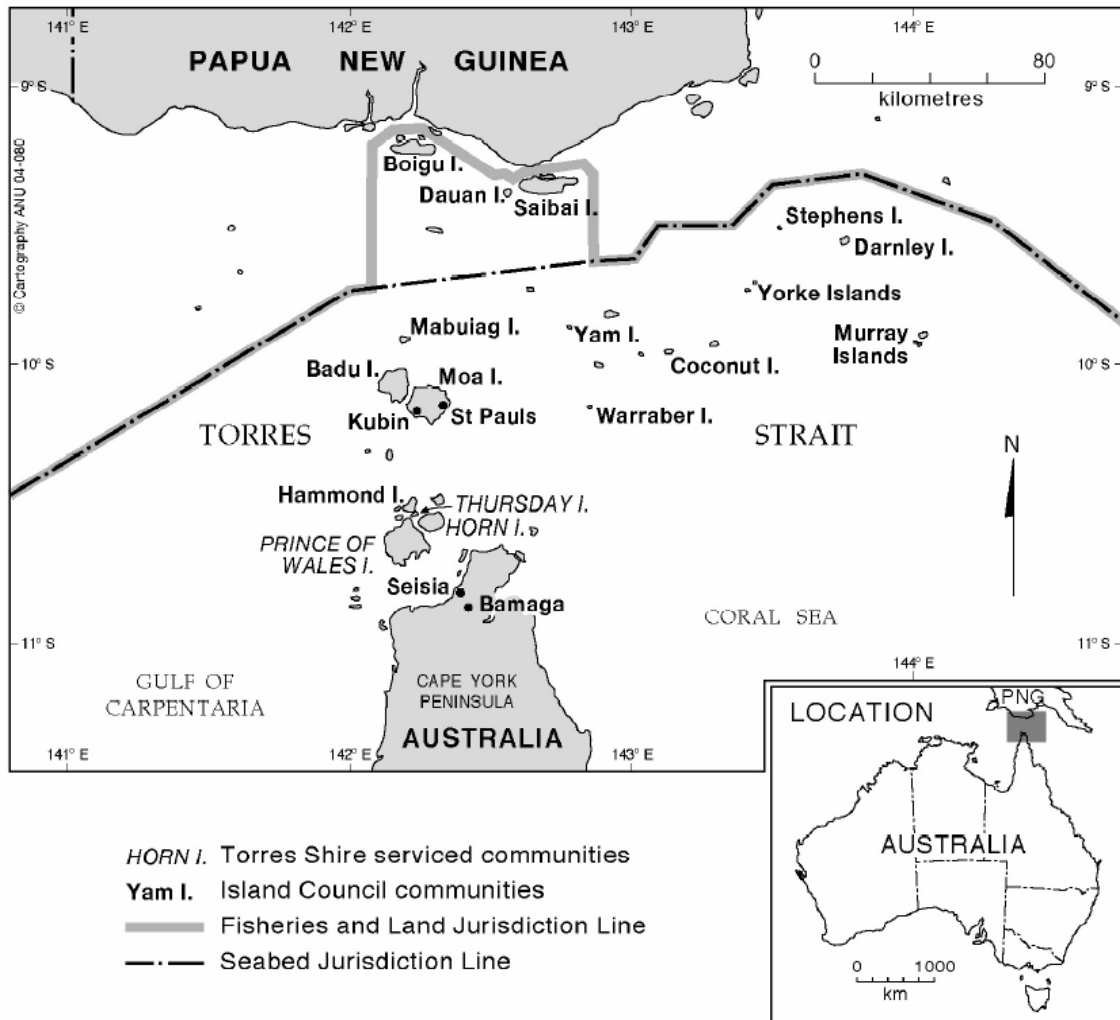 141° E
142° E
143° E
144° E
PAPUA NEW GUINEA
0 80
kilometres
9° S
9° S
Boigu I.
Dauan I.
Saibai I.
Stephens I.
Darnley I.
© Cartography ANU 04-080
Yorke Islands
Mabuiag I.
Yam I.
Murray
Islands
Coconut I.
10° S
10° S
Badu I.
Moa I.
Kubin
St Pauls
Warraber I.
TORRES
STRAIT
N
Hammond I.
THURSDAY I.
HORN I.
PRINCE OF
WALES I.
Seisia
Bamaga
CORAL SEA
11° S
11° S
GULF OF
CARPENTARIA
CAPE YORK
PENINSULA
AUSTRALIA
141° E
142° E
143° E
144° E
LOCATION
PNG
AUSTRALIA
0 1000
km
HORN I. Torres Shire serviced communities
Yam I. Island Council communities
Fisheries and Land Jurisdiction Line
Seabed Jurisdiction Line